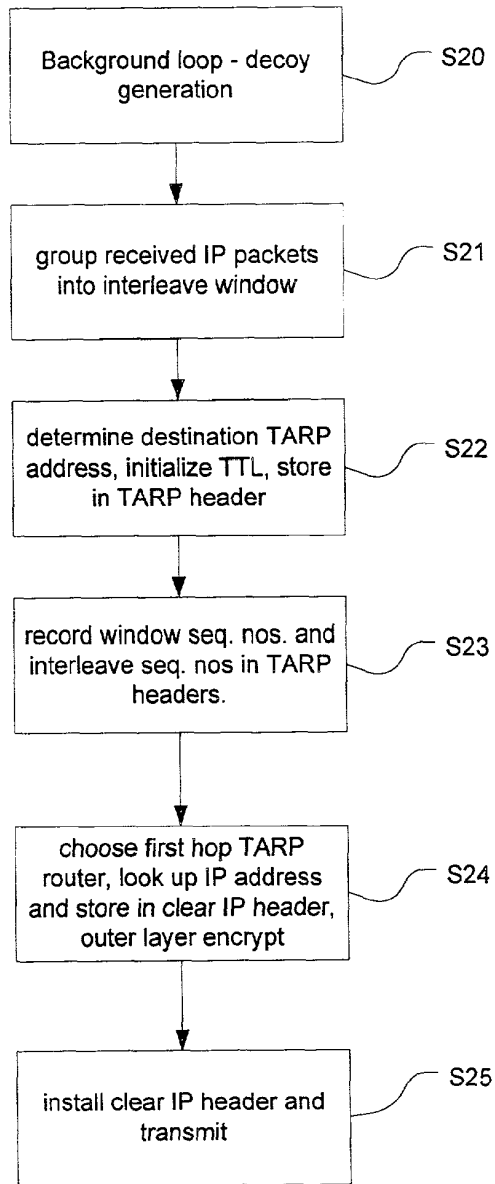 Background loop - decoy
generation
S20
group received IP packets
into interleave window
S21
determine destination TARP
address, initialize TTL, store
in TARP header
S22
record window seq. nos. and
interleave seq. nos in TARP
headers.
S23
choose first hop TARP
router, look up IP address
and store in clear IP header,
outer layer encrypt
S24
install clear IP header and
transmit
S25